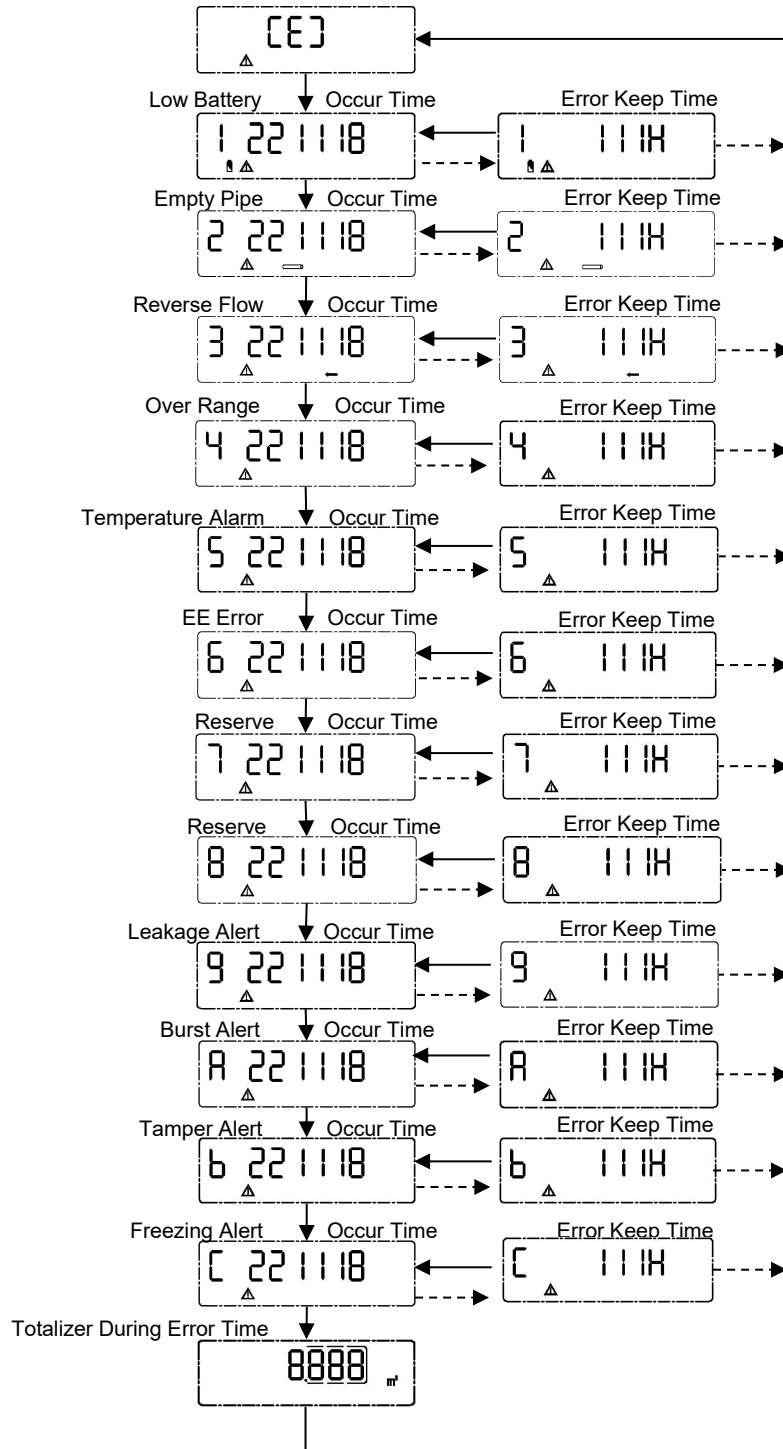 [E]
Low Battery Occur Time Error Keep Time
1 221118 1 111H
Empty Pipe Occur Time Error Keep Time
2 221118 2 111H
Reverse Flow Occur Time Error Keep Time
3 221118 3 111H
Over Range Occur Time Error Keep Time
4 221118 4 111H
Temperature Alarm Occur Time Error Keep Time
5 221118 5 111H
EE Error Occur Time Error Keep Time
6 221118 6 111H
Reserve Occur Time Error Keep Time
7 221118 7 111H
Reserve Occur Time Error Keep Time
8 221118 8 111H
Leakage Alert Occur Time Error Keep Time
9 221118 9 111H
Burst Alert Occur Time Error Keep Time
A 221118 A 111H
Tamper Alert Occur Time Error Keep Time
b 221118 b 111H
Freezing Alert Occur Time Error Keep Time
C 221118 C 111H
Totalizer During Error Time
8.888 m³